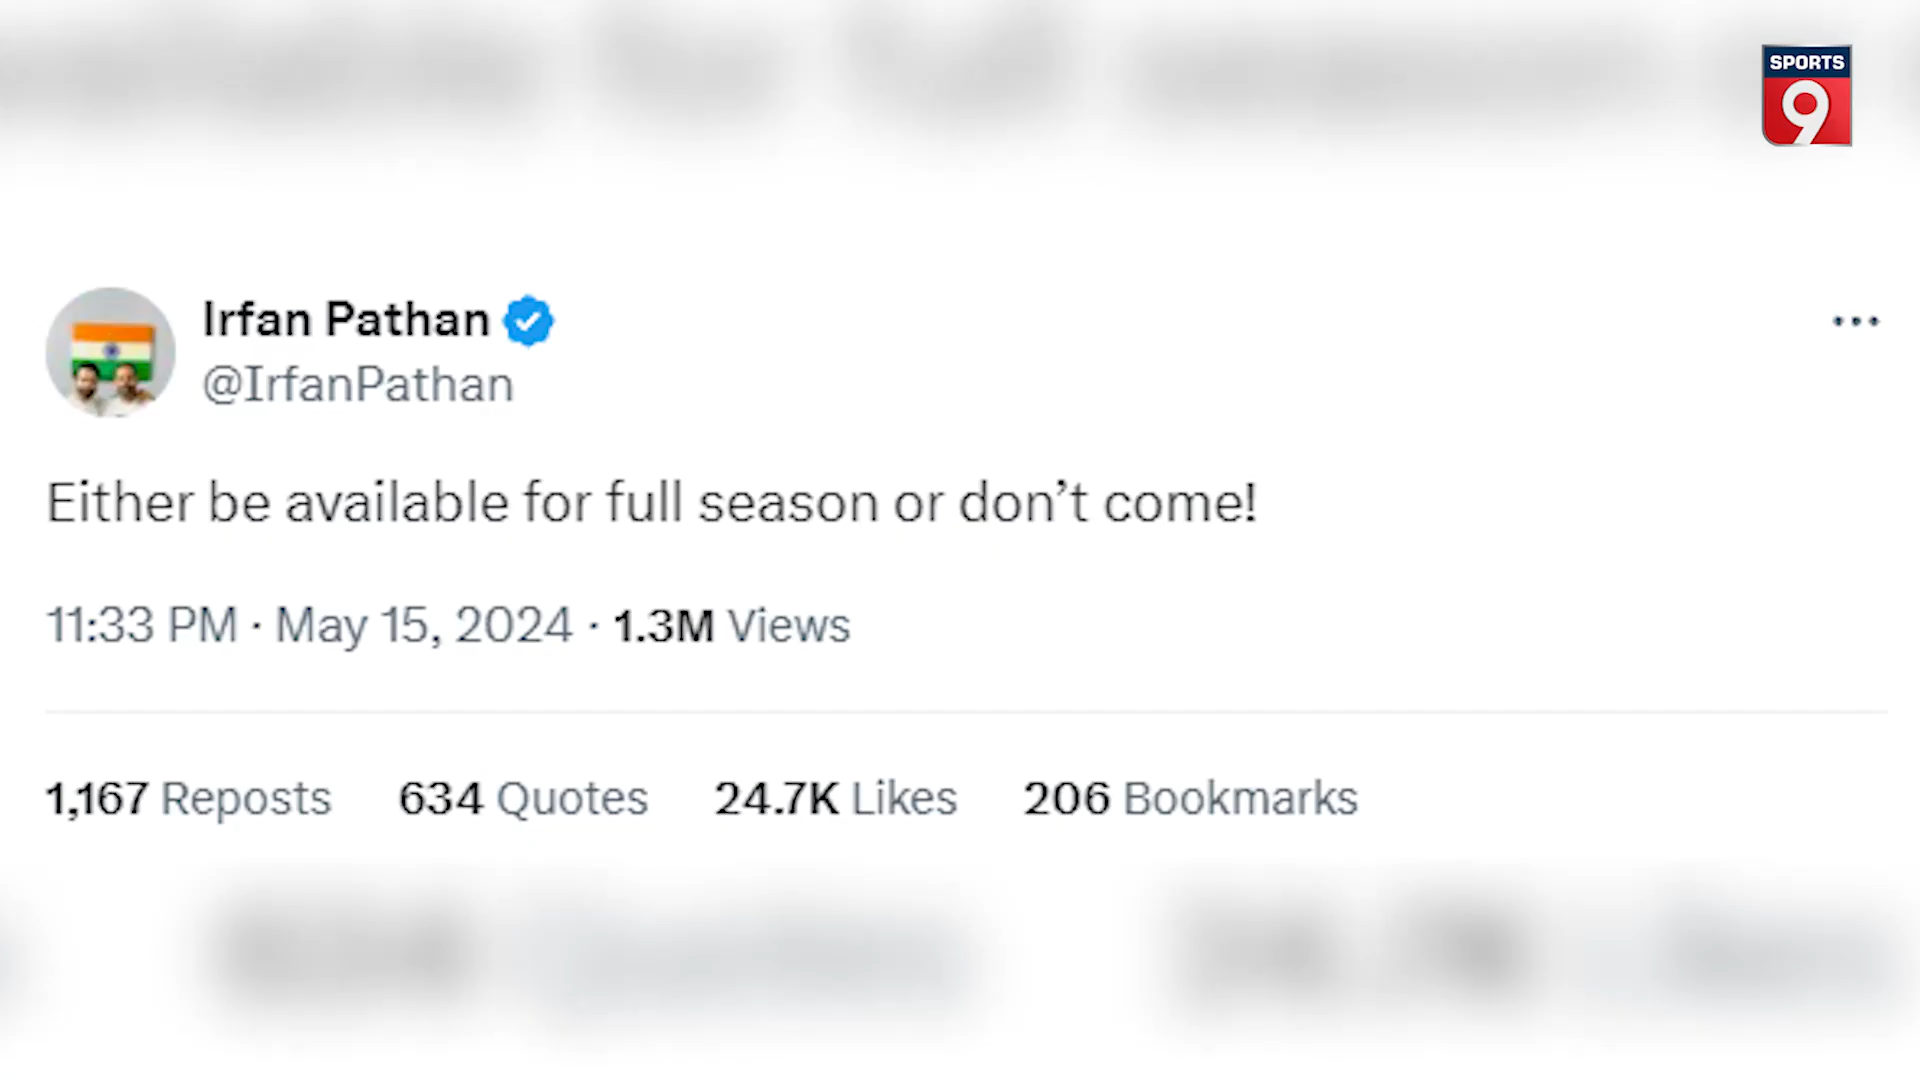 SPORTS
9
Irfan Pathan
@IrfanPathan
Either be available for full season or don’t come!
11:33 PM · May 15, 2024 · 1.3M Views
1,167 Reposts 634 Quotes 24.7K Likes 206 Bookmarks